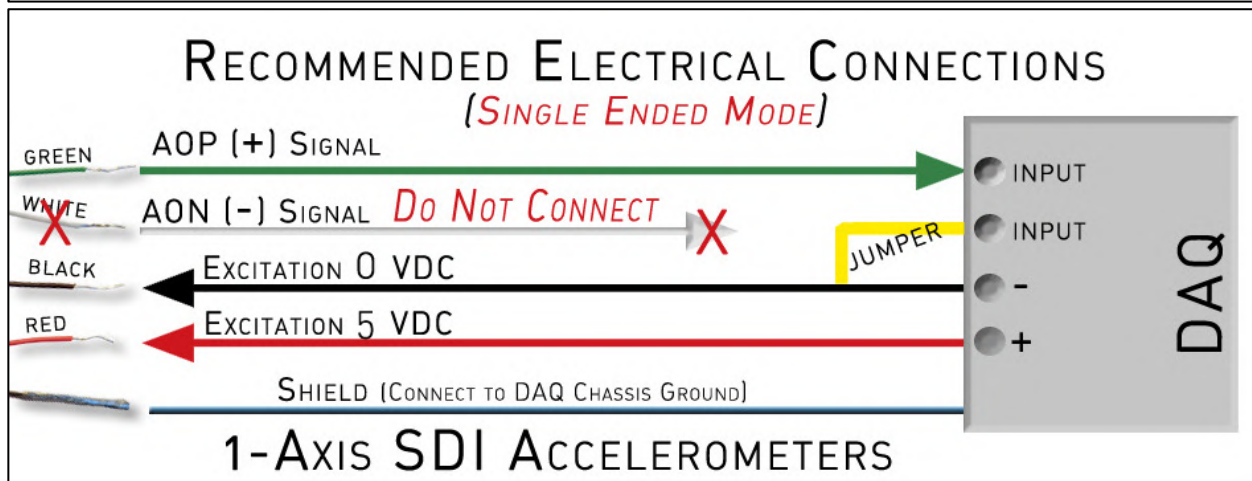 Recommended Electrical Connections
(Single Ended Mode)
GREEN
AOP (+) Signal
INPUT
WHITE
AON (-) Signal Do Not Connect
INPUT
JUMPER
BLACK
Excitation 0 VDC
-
RED
Excitation 5 VDC
+
DAQ
Shield (Connect to DAQ Chassis Ground)
1-Axis SDI Accelerometers